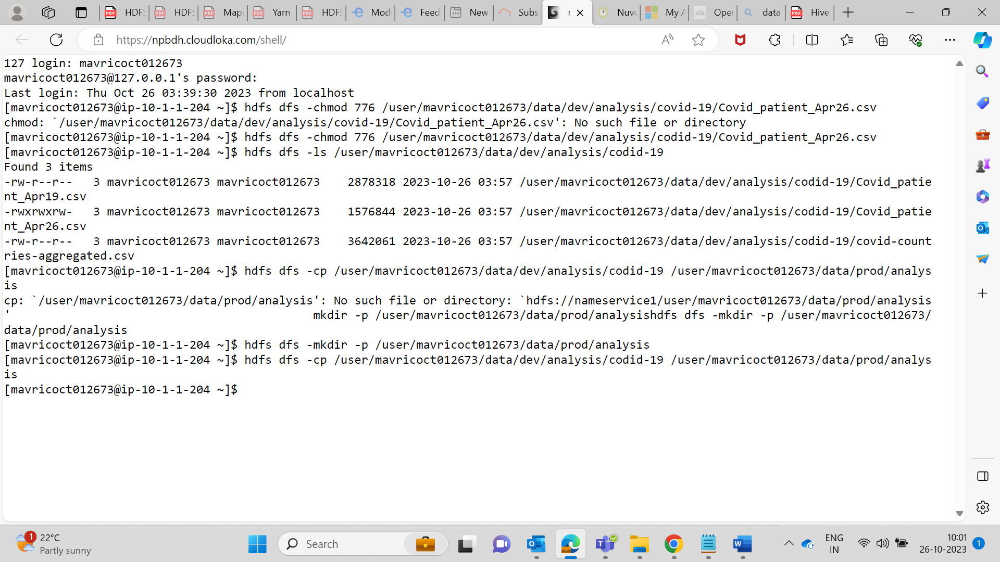 HDFS
HDFS
Map
Yarn
HDFS
Mod
Feed
New
Subs
Nuve
My A
Oper
data
Hive
https://npbdh.cloudloka.com/shell/
127 login: mavricoct012673
mavricoct012673@127.0.0.1's password:
Last login: Thu Oct 26 03:39:30 2023 from localhost
[mavricoct012673@ip-10-1-1-204 ~]$ hdfs dfs -chmod 776 /user/mavricoct012673/data/dev/analysis/covid-19/Covid_patient_Apr26.csv
chmod: `/user/mavricoct012673/data/dev/analysis/covid-19/Covid_patient_Apr26.csv': No such file or directory
[mavricoct012673@ip-10-1-1-204 ~]$ hdfs dfs -chmod 776 /user/mavricoct012673/data/dev/analysis/codid-19/Covid_patient_Apr26.csv
[mavricoct012673@ip-10-1-1-204 ~]$ hdfs dfs -ls /user/mavricoct012673/data/dev/analysis/codid-19
Found 3 items
-rw-r--r--   3 mavricoct012673 mavricoct012673    2878318 2023-10-26 03:57 /user/mavricoct012673/data/dev/analysis/codid-19/Covid_patie
nt_Apr19.csv
-rwxrwxrw-   3 mavricoct012673 mavricoct012673    1576844 2023-10-26 03:57 /user/mavricoct012673/data/dev/analysis/codid-19/Covid_patie
nt_Apr26.csv
-rw-r--r--   3 mavricoct012673 mavricoct012673    3642061 2023-10-26 03:57 /user/mavricoct012673/data/dev/analysis/codid-19/covid-count
ries-aggregated.csv
[mavricoct012673@ip-10-1-1-204 ~]$ hdfs dfs -cp /user/mavricoct012673/data/dev/analysis/codid-19 /user/mavricoct012673/data/prod/analys
is
cp: `/user/mavricoct012673/data/prod/analysis': No such file or directory: `hdfs://nameservice1/user/mavricoct012673/data/prod/analysis
'                                            mkdir -p /user/mavricoct012673/data/prod/analysishdfs dfs -mkdir -p /user/mavricoct012673/
data/prod/analysis
[mavricoct012673@ip-10-1-1-204 ~]$ hdfs dfs -mkdir -p /user/mavricoct012673/data/prod/analysis
[mavricoct012673@ip-10-1-1-204 ~]$ hdfs dfs -cp /user/mavricoct012673/data/dev/analysis/codid-19 /user/mavricoct012673/data/prod/analys
is
[mavricoct012673@ip-10-1-1-204 ~]$
1
22°C
Partly sunny
Search
ENG
IN
10:01
26-10-2023
1